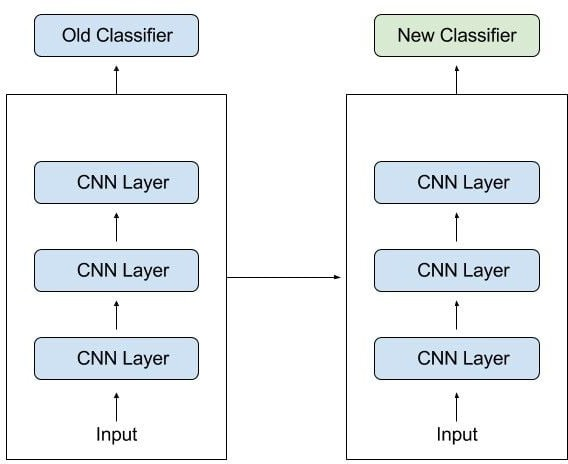 Old Classifier
CNN Layer
CNN Layer
CNN Layer
Input
New Classifier
CNN Layer
CNN Layer
CNN Layer
Input